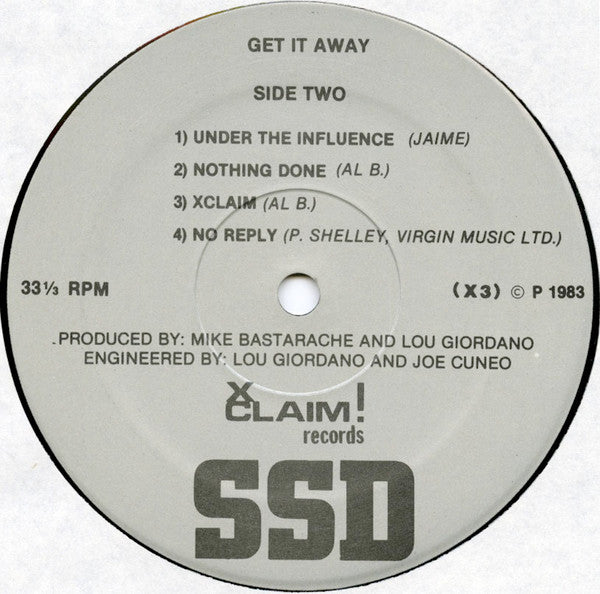 GET IT AWAY
SIDE TWO
1) UNDER THE INFLUENCE (JAIME)
2) NOTHING DONE (AL B.)
3) XCLAIM (AL B.)
4) NO REPLY (P. SHELLEY, VIRGIN MUSIC LTD.)
33⅓ RPM
(X3) © P 1983
PRODUCED BY: MIKE BASTARACHE AND LOU GIORDANO
ENGINEERED BY: LOU GIORDANO AND JOE CUNEO
X
CLAIM!
records
SSD